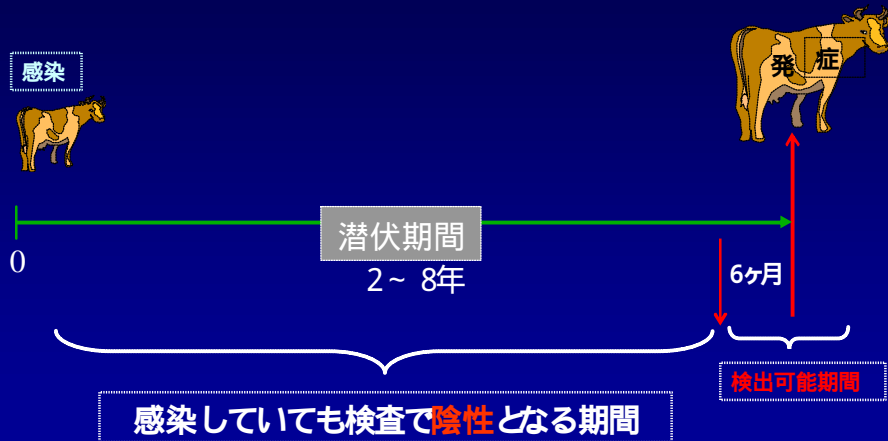 感染
発症
潜伏期間
0
2~ 8年
6ヶ月
検出可能期間
感染していても検査で陰性となる期間